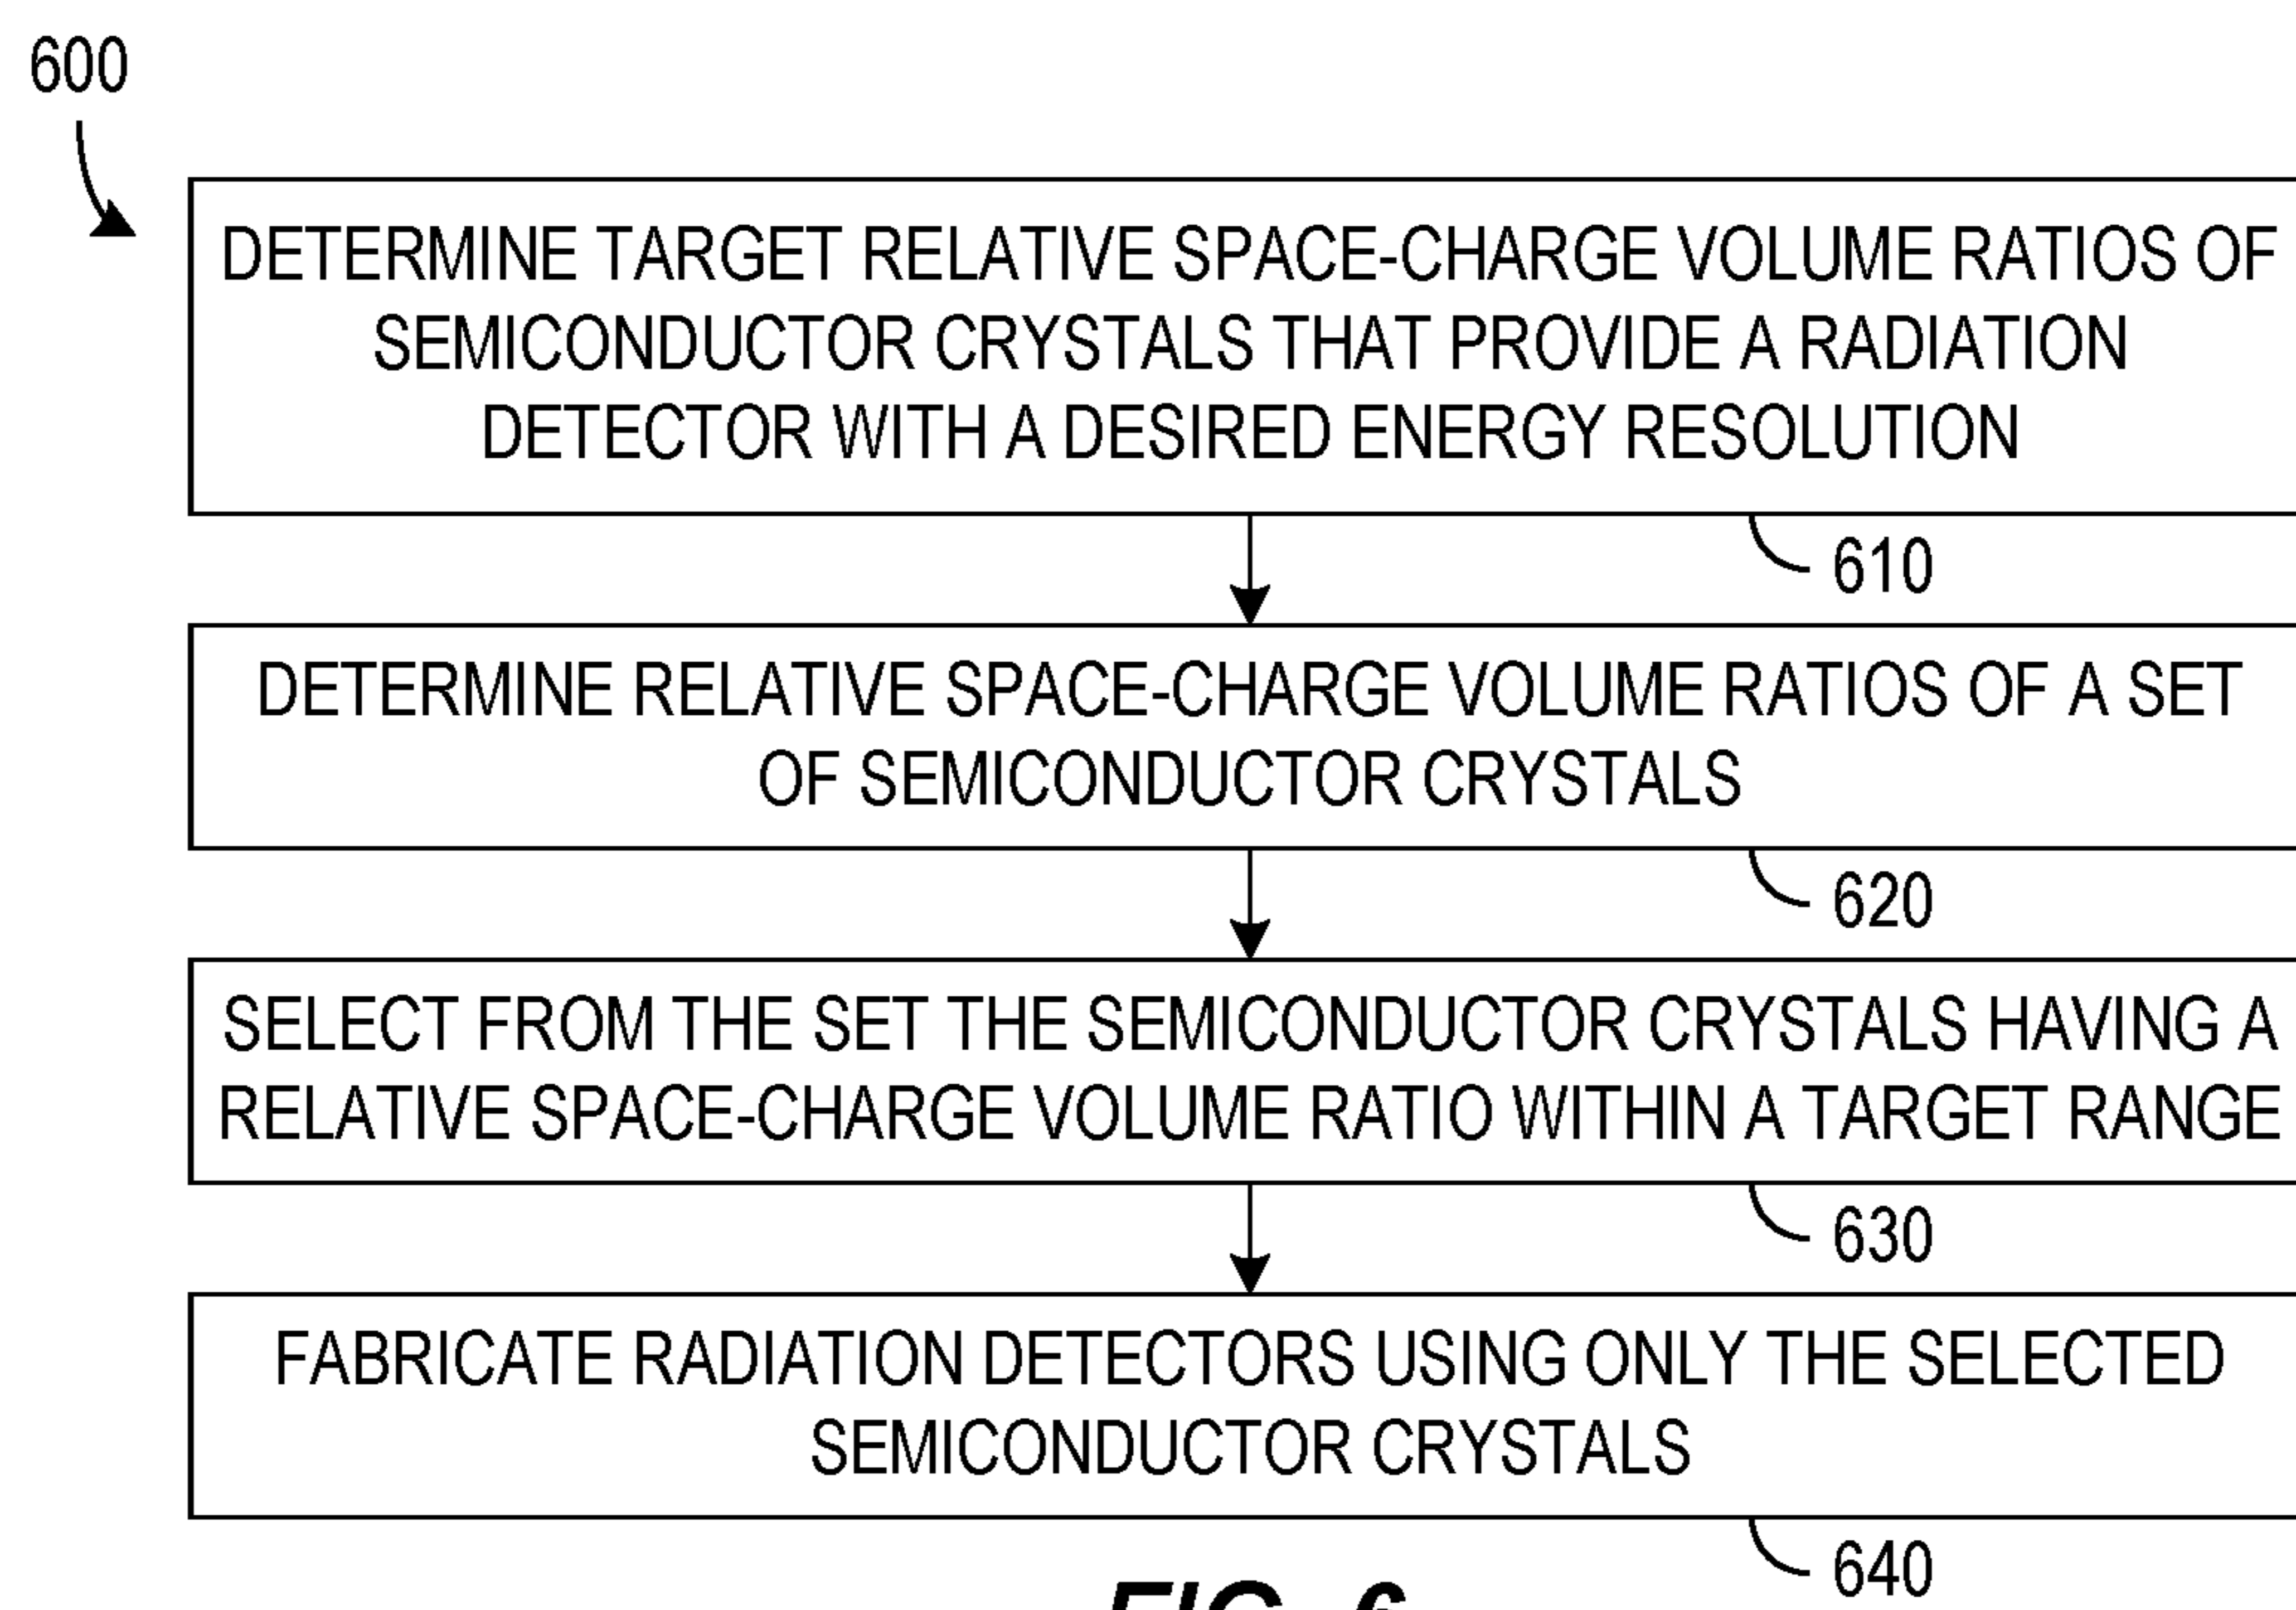 600
DETERMINE TARGET RELATIVE SPACE-CHARGE VOLUME RATIOS OF
SEMICONDUCTOR CRYSTALS THAT PROVIDE A RADIATION
DETECTOR WITH A DESIRED ENERGY RESOLUTION
610
DETERMINE RELATIVE SPACE-CHARGE VOLUME RATIOS OF A SET
OF SEMICONDUCTOR CRYSTALS
620
SELECT FROM THE SET THE SEMICONDUCTOR CRYSTALS HAVING A
RELATIVE SPACE-CHARGE VOLUME RATIO WITHIN A TARGET RANGE
630
FABRICATE RADIATION DETECTORS USING ONLY THE SELECTED
SEMICONDUCTOR CRYSTALS
640
FIG. 6